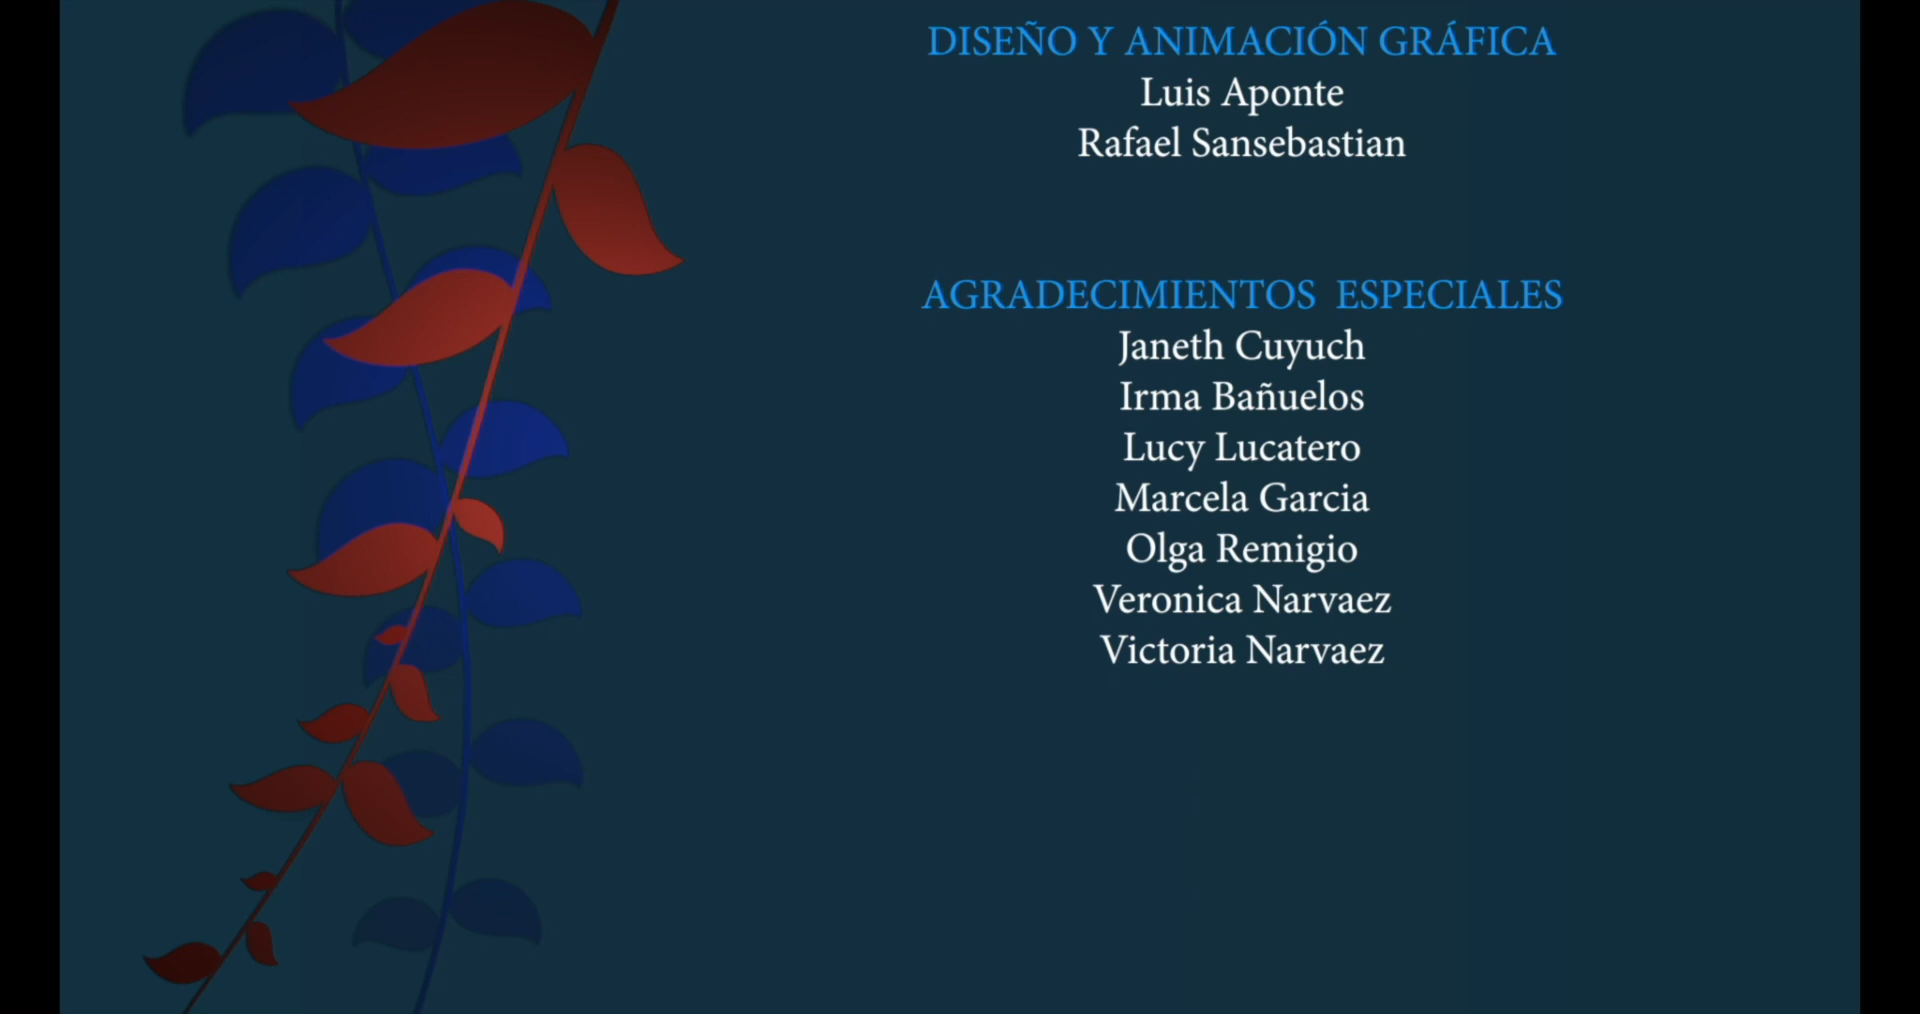 DISEÑO Y ANIMACIÓN GRÁFICA
Luis Aponte
Rafael Sansebastian
AGRADECIMIENTOS ESPECIALES
Janeth Cuyuch
Irma Bañuelos
Lucy Lucatero
Marcela Garcia
Olga Remigio
Veronica Narvaez
Victoria Narvaez